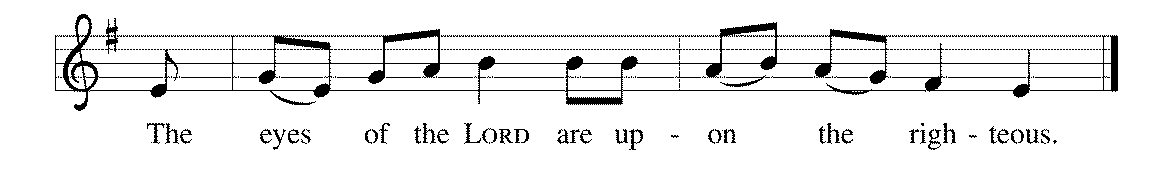 The eyes of the LORD are up - on the righ - teous.